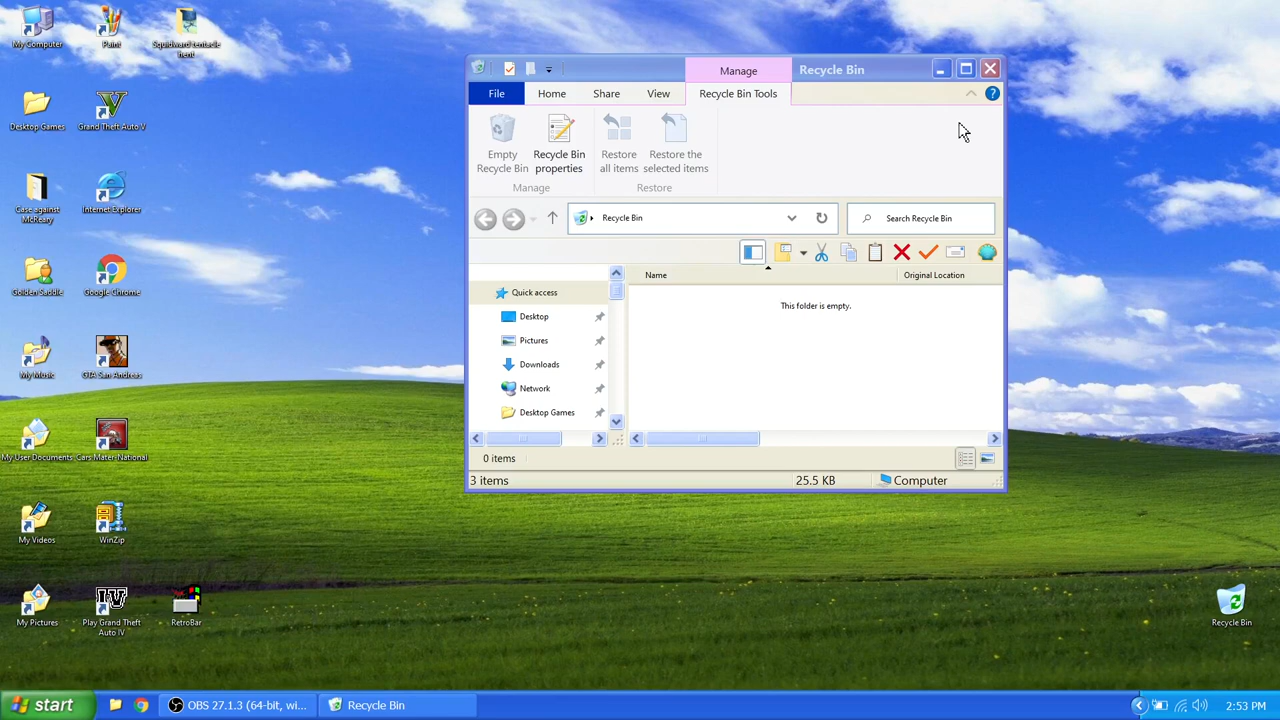 My Computer
Paint
Squidward tentacle
hent
Desktop Games
Grand Theft Auto V
Case against
McReary
Internet Explorer
Golden Saddle
Google Chrome
My Music
GTA San Andreas
My User Documents
Cars Mater-National
My Videos
WinZip
My Pictures
Play Grand Theft
Auto IV
RetroBar
Manage
Recycle Bin
File
Home
Share
View
Recycle Bin Tools
Empty
Recycle Bin
Recycle Bin
properties
Restore
all items
Restore the
selected items
Manage
Restore
Recycle Bin
Search Recycle Bin
Name
Original Location
This folder is empty.
Quick access
Desktop
Pictures
Downloads
Network
Desktop Games
0 items
3 items
25.5 KB
Computer
Recycle Bin
start
OBS 27.1.3 (64-bit, wi...
Recycle Bin
2:53 PM